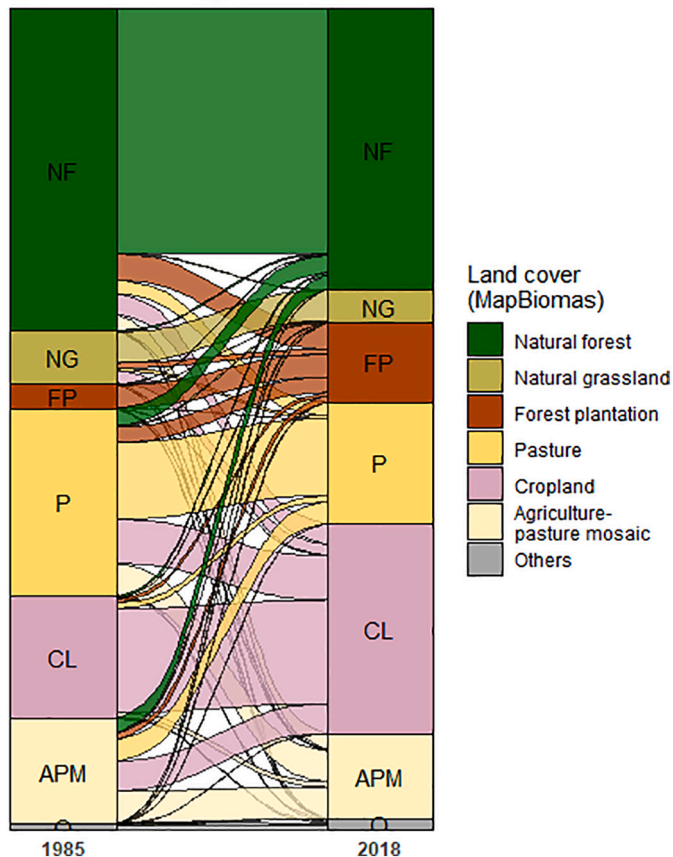 NF
NG
FP
P
CL
APM
1985
NF
NG
FP
P
CL
APM
2018
Land cover
(MapBiomas)
Natural forest
Natural grassland
Forest plantation
Pasture
Cropland
Agriculture-
pasture mosaic
Others